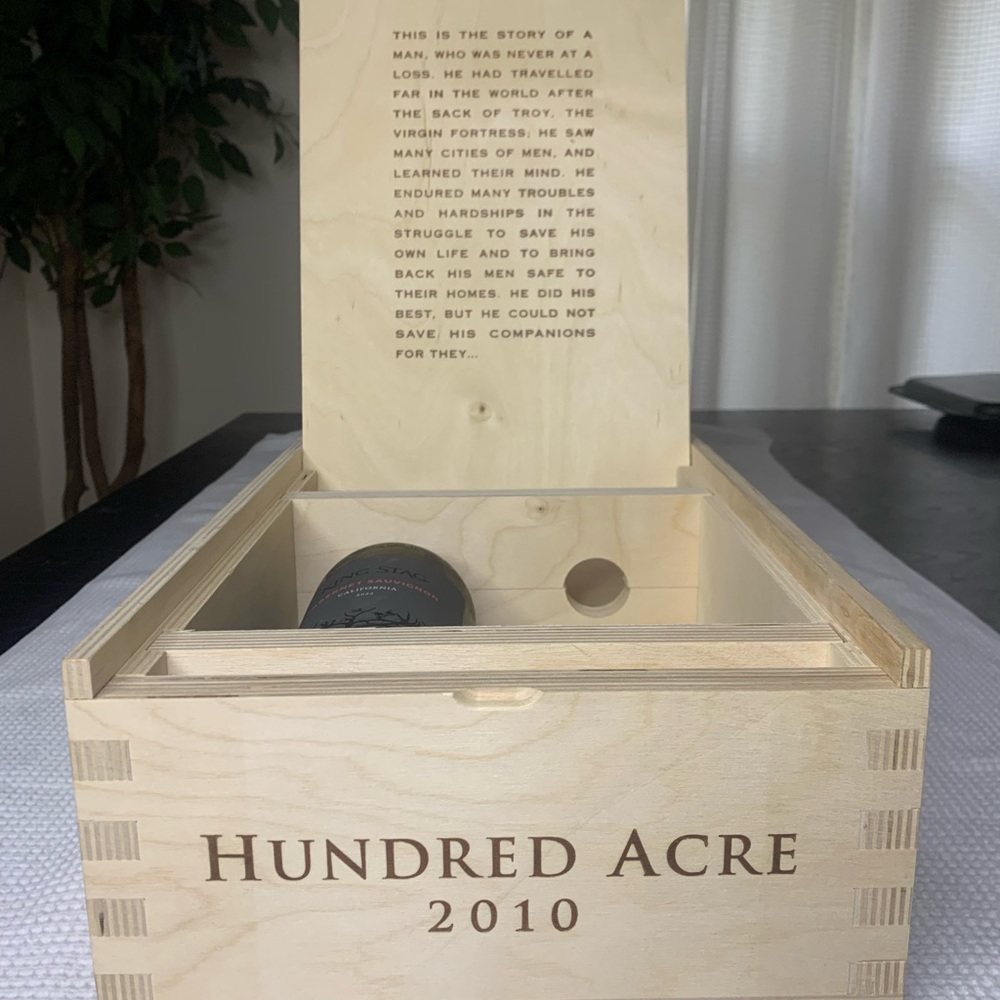 THIS IS THE STORY OF A
MAN, WHO WAS NEVER AT A
LOSS. HE HAD TRAVELLED
FAR IN THE WORLD AFTER
THE SACK OF TROY, THE
VIRGIN FORTRESS; HE SAW
MANY CITIES OF MEN, AND
LEARNED THEIR MIND. HE
ENDURED MANY TROUBLES
AND HARDSHIPS IN THE
STRUGGLE TO SAVE HIS
OWN LIFE AND TO BRING
BACK HIS MEN SAFE TO
THEIR HOMES. HE DID HIS
BEST, BUT HE COULD NOT
SAVE HIS COMPANIONS
FOR THEY...
STAG
SAUVIGNON
CALIFORNIA
HUNDRED ACRE
2010